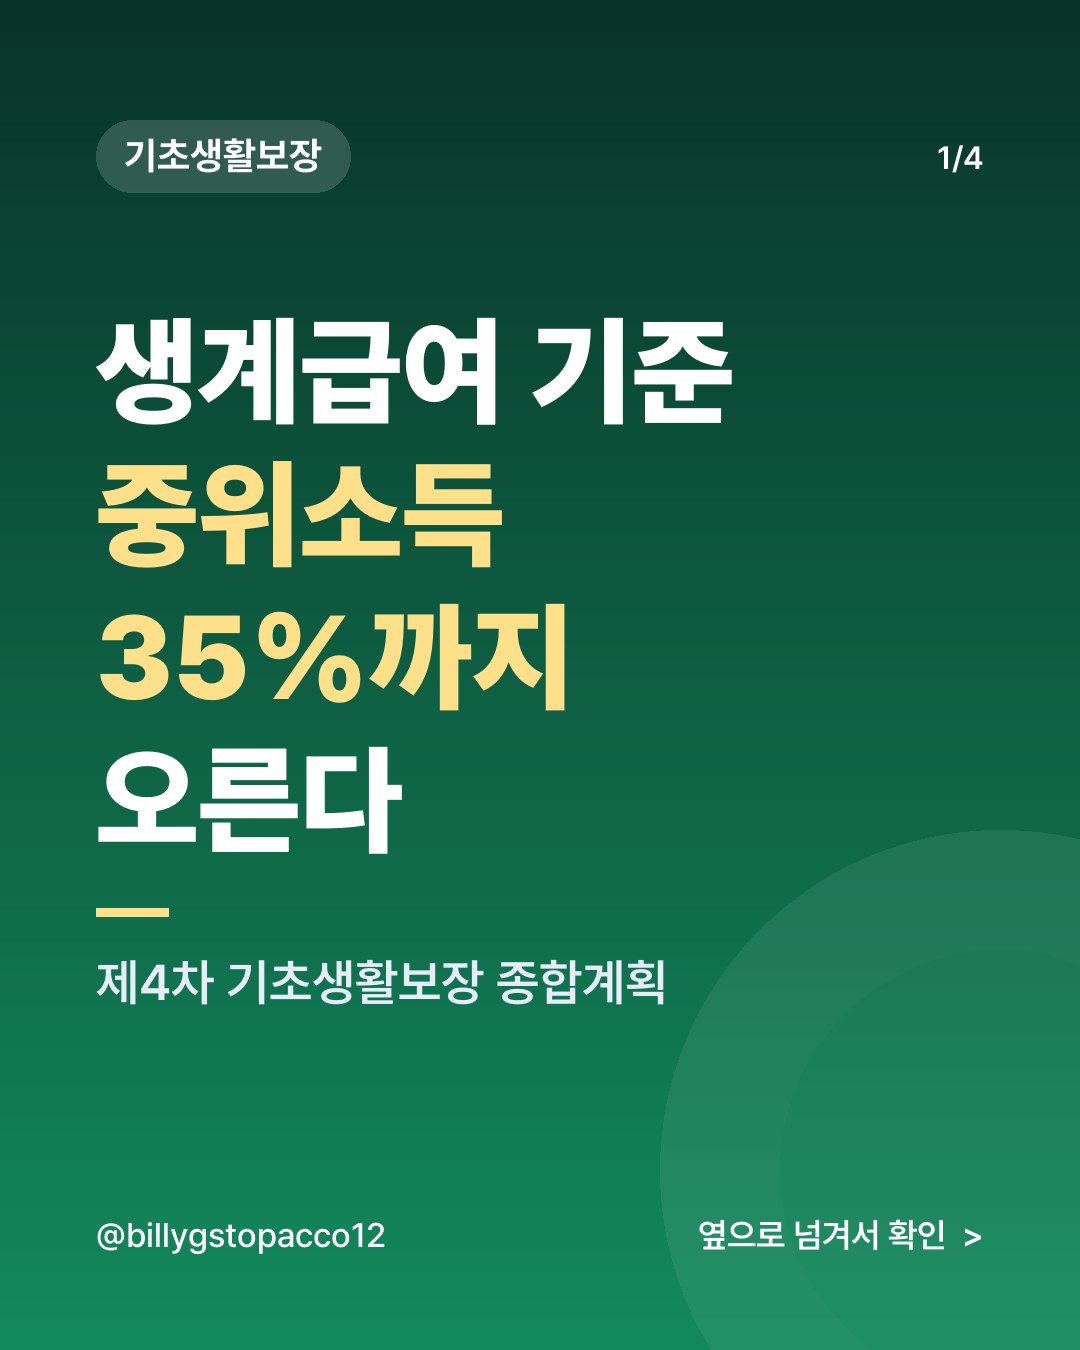 기초생활보장
1/4
생계급여 기준
중위소득
35%까지
오른다
제4차 기초생활보장 종합계획
@billygstopacco12
옆으로 넘겨서 확인 >